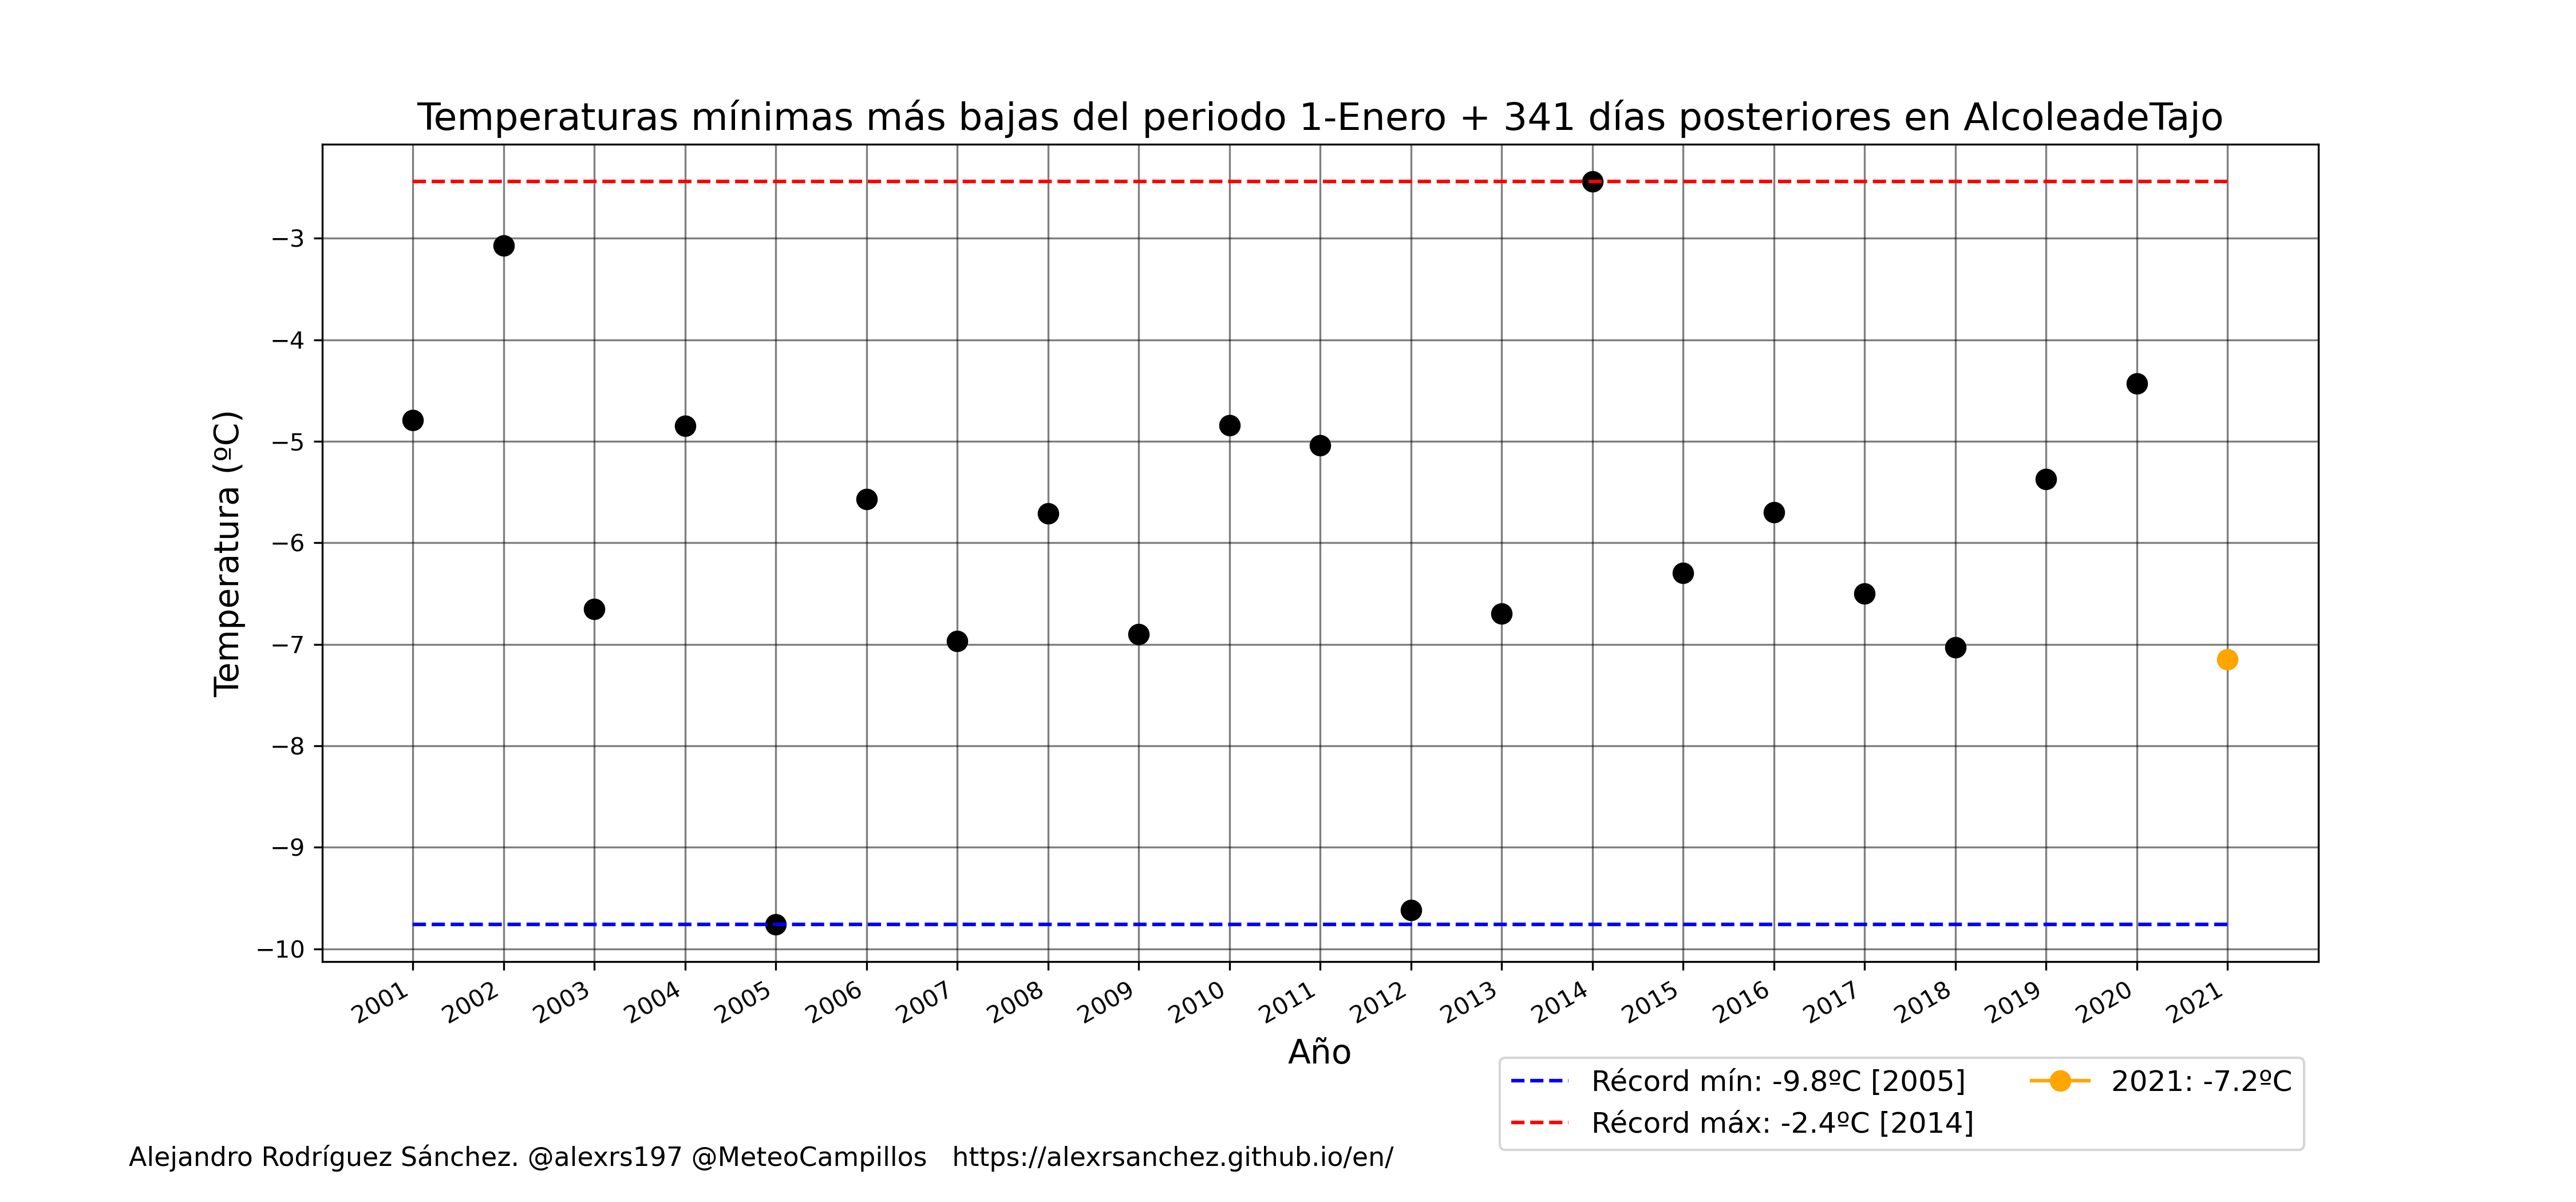 Temperaturas mínimas más bajas del periodo 1-Enero + 341 días posteriores en AlcoleadeTajo
Temperatura (ºC)
−3
−4
−5
−6
−7
−8
−9
−10
2001 2002 2003 2004 2005 2006 2007 2008 2009 2010 2011 2012 2013 2014 2015 2016 2017 2018 2019 2020 2021
Año
Récord mín: -9.8ºC [2005]
Récord máx: -2.4ºC [2014]
2021: -7.2ºC
Alejandro Rodríguez Sánchez. @alexrs197 @MeteoCampillos https://alexrsanchez.github.io/en/